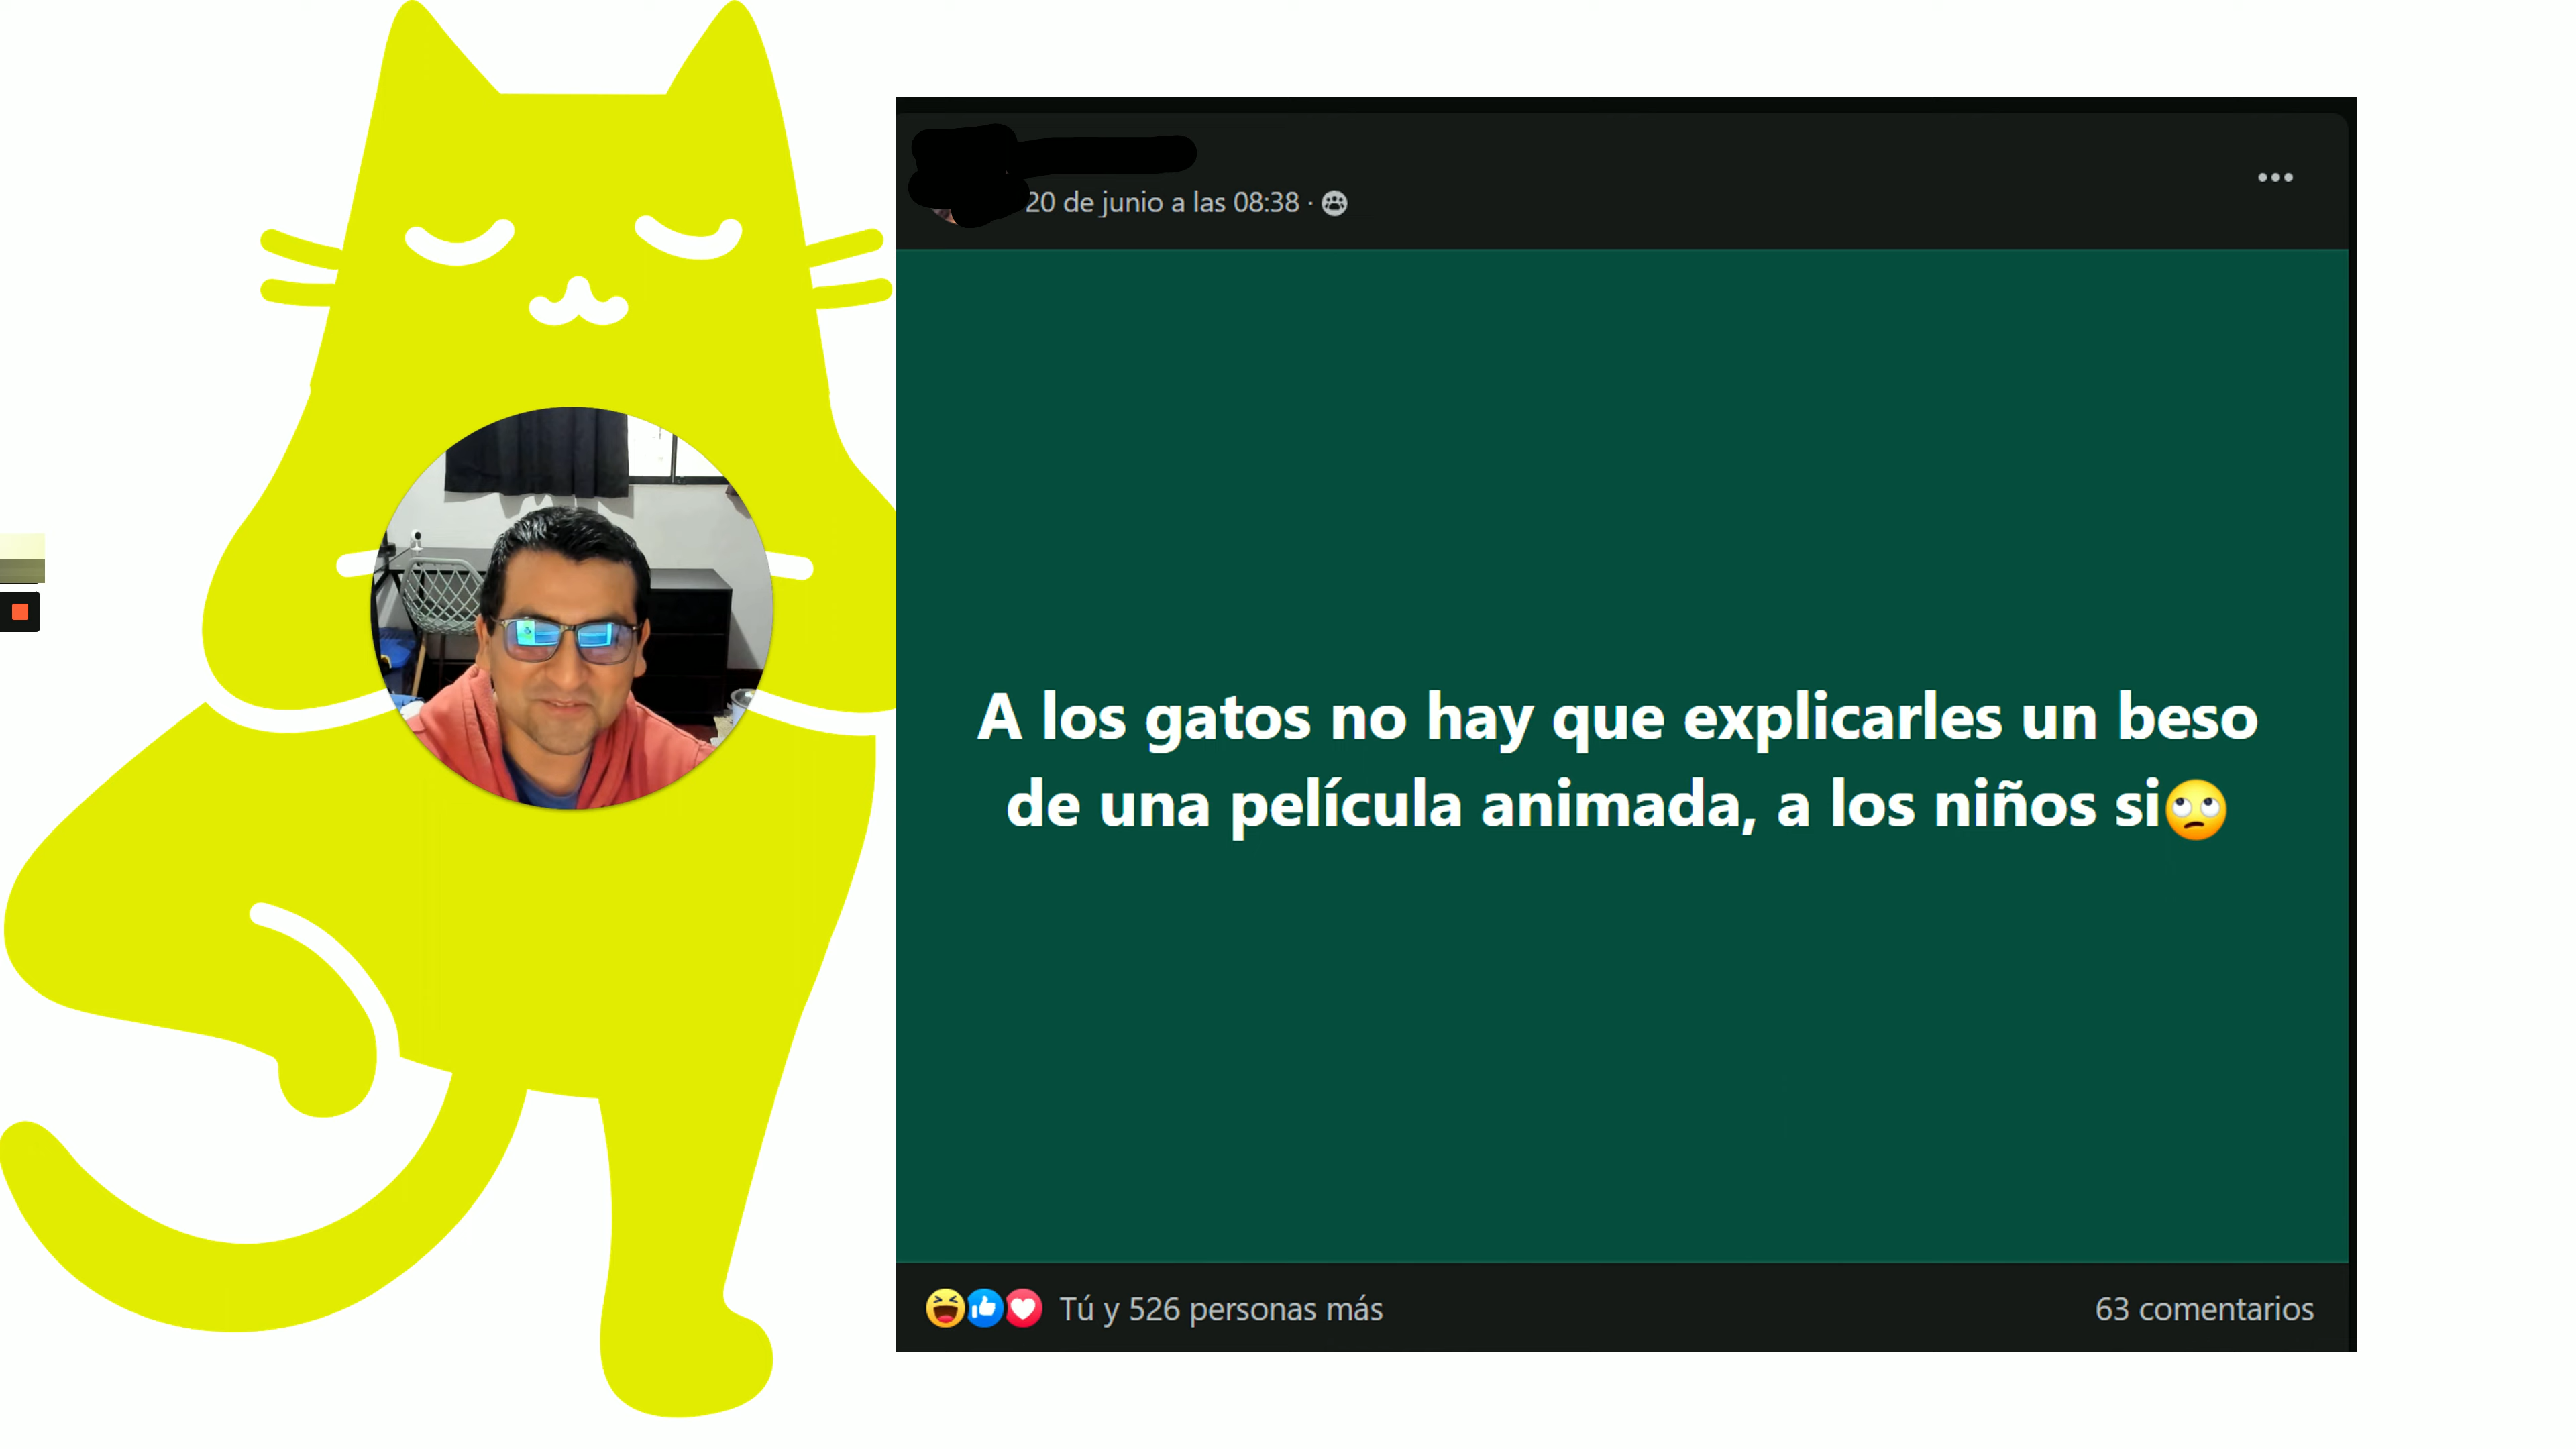 20 de junio a las 08:38 ·
A los gatos no hay que explicarles un beso
de una película animada, a los niños si🙄
Tú y 526 personas más
63 comentarios